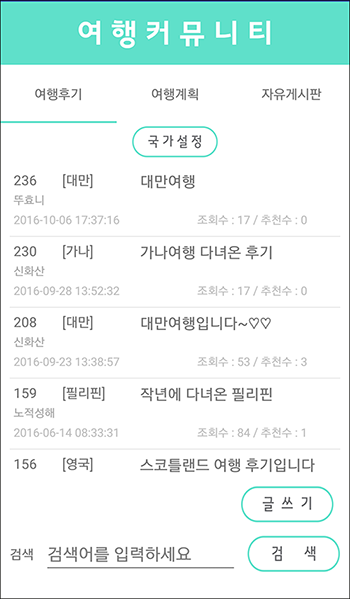 여행커뮤니티
여행후기 여행계획 자유게시판
국가설정
236 [대만] 대만여행
뚜효니
2016-10-06 17:37:16 조회수 : 17 / 추천수 : 0
230 [가나] 가나여행 다녀온 후기
신화산
2016-09-28 13:52:32 조회수 : 17 / 추천수 : 0
208 [대만] 대만여행입니다~♡♡
신화산
2016-09-23 13:38:57 조회수 : 53 / 추천수 : 3
159 [필리핀] 작년에 다녀온 필리핀
노적성해
2016-06-14 08:33:31 조회수 : 84 / 추천수 : 1
156 [영국] 스코틀랜드 여행 후기입니다
글쓰기
검색 검색어를 입력하세요 검색